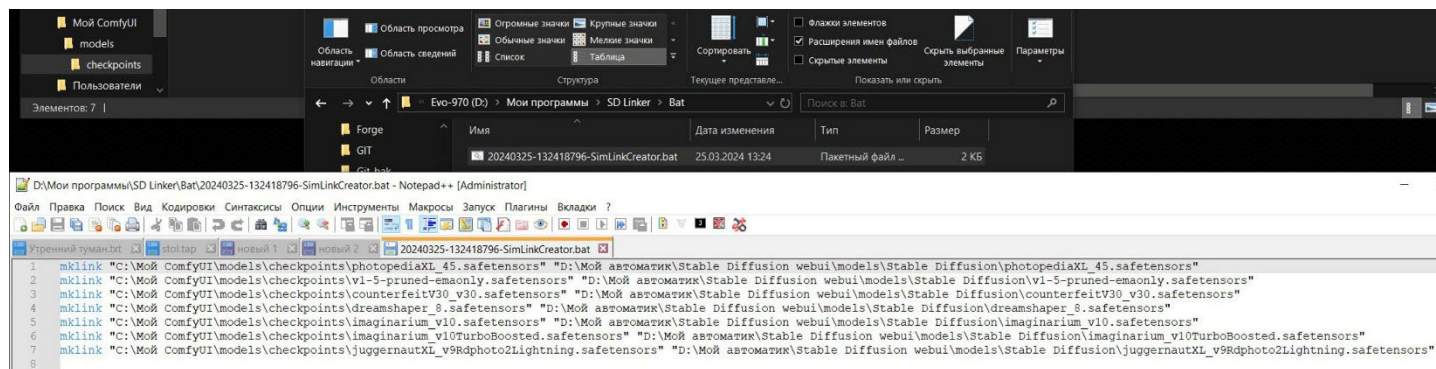 Мой ComfyUI
models
checkpoints
Пользователи
Элементов: 7
Область навигации
Область просмотра
Область сведений
Области
Огромные значки Крупные значки
Обычные значки Мелкие значки
Список Таблица
Структура
Сортировать
Текущее представле...
Флажки элементов
Расширения имен файлов
Скрытые элементы
Скрыть выбранные элементы
Показать или скрыть
Параметры
Evo-970 (D:) > Мои программы > SD Linker > Bat
Поиск в: Bat
Forge
GIT
Git-bak
Имя Дата изменения Тип Размер
20240325-132418796-SimLinkCreator.bat 25.03.2024 13:24 Пакетный файл ... 2 КБ
D:\Мои программы\SD Linker\Bat\20240325-132418796-SimLinkCreator.bat - Notepad++ [Administrator]
Файл Правка Поиск Вид Кодировки Синтаксисы Опции Инструменты Макросы Запуск Плагины Вкладки ?
Утренний туман.txt stol.tap новый 1 новый 2 20240325-132418796-SimLinkCreator.bat
1 mklink "C:\Мой ComfyUI\models\checkpoints\photopediaXL_45.safetensors" "D:\Мой автоматик\Stable Diffusion webui\models\Stable Diffusion\photopediaXL_45.safetensors"
2 mklink "C:\Мой ComfyUI\models\checkpoints\v1-5-pruned-emaonly.safetensors" "D:\Мой автоматик\Stable Diffusion webui\models\Stable Diffusion\v1-5-pruned-emaonly.safetensors"
3 mklink "C:\Мой ComfyUI\models\checkpoints\counterfeitV30_v30.safetensors" "D:\Мой автоматик\Stable Diffusion webui\models\Stable Diffusion\counterfeitV30_v30.safetensors"
4 mklink "C:\Мой ComfyUI\models\checkpoints\dreamshaper_8.safetensors" "D:\Мой автоматик\Stable Diffusion webui\models\Stable Diffusion\dreamshaper_8.safetensors"
5 mklink "C:\Мой ComfyUI\models\checkpoints\imaginarium_v10.safetensors" "D:\Мой автоматик\Stable Diffusion webui\models\Stable Diffusion\imaginarium_v10.safetensors"
6 mklink "C:\Мой ComfyUI\models\checkpoints\imaginarium_v10TurboBoosted.safetensors" "D:\Мой автоматик\Stable Diffusion webui\models\Stable Diffusion\imaginarium_v10TurboBoosted.safetensors"
7 mklink "C:\Мой ComfyUI\models\checkpoints\juggernautXL_v9Rdphoto2Lightning.safetensors" "D:\Мой автоматик\Stable Diffusion webui\models\Stable Diffusion\juggernautXL_v9Rdphoto2Lightning.safetensors"
8